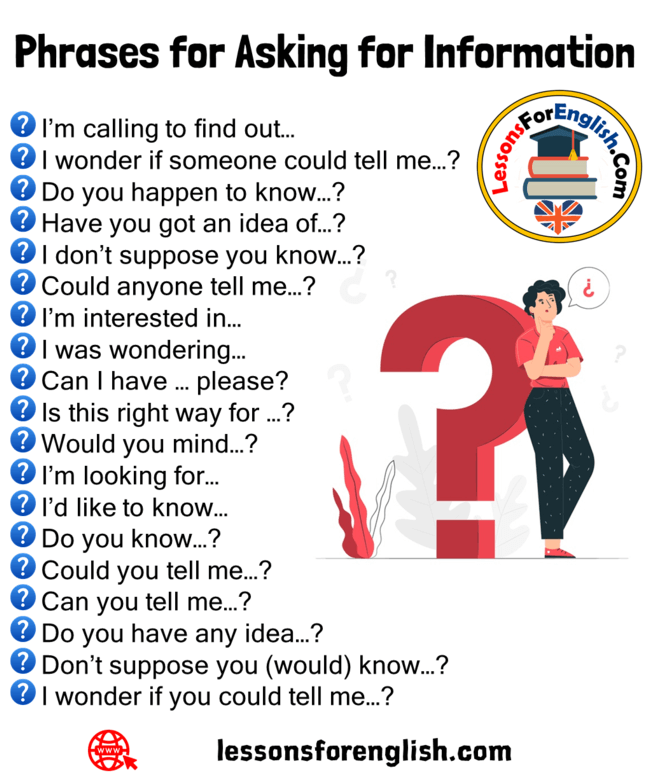 Phrases for Asking for Information
LessonsForEnglish.Com
? I’m calling to find out...
? I wonder if someone could tell me...?
? Do you happen to know...?
? Have you got an idea of...?
? I don’t suppose you know...?
? Could anyone tell me...?
¿
? I’m interested in...
? I was wondering...
? Can I have ... please?
? Is this right way for ...?
? Would you mind...?
? I’m looking for...
? I’d like to know...
? Do you know...?
? Could you tell me...?
? Can you tell me...?
? Do you have any idea...?
? Don’t suppose you (would) know...?
? I wonder if you could tell me...?
?
www
lessonsforenglish.com